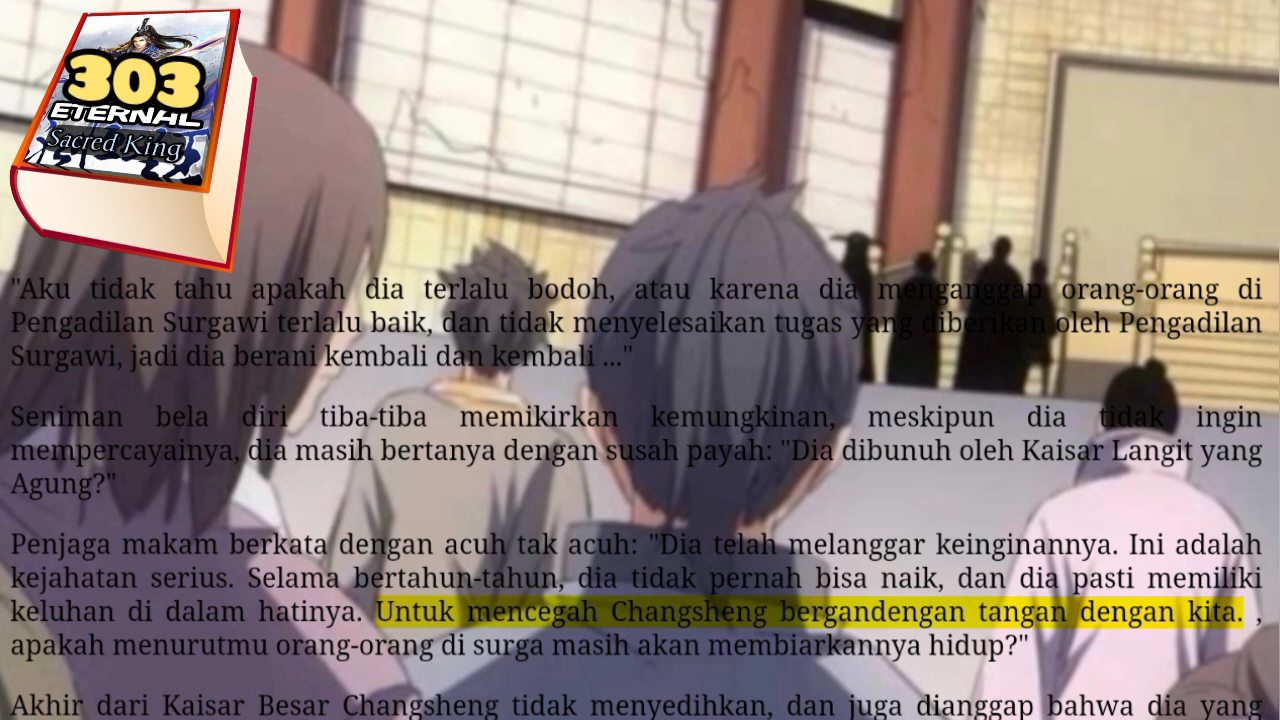 303
ETERNAL
Sacred King
"Aku tidak tahu apakah dia terlalu bodoh, atau karena dia menganggap orang-orang di
Pengadilan Surgawi terlalu baik, dan tidak menyelesaikan tugas yang diberikan oleh Pengadilan
Surgawi, jadi dia berani kembali dan kembali ..."
Seniman bela diri tiba-tiba memikirkan kemungkinan, meskipun dia tidak ingin
mempercayainya, dia masih bertanya dengan susah payah: "Dia dibunuh oleh Kaisar Langit yang
Agung?"
Penjaga makam berkata dengan acuh tak acuh: "Dia telah melanggar keinginannya. Ini adalah
kejahatan serius. Selama bertahun-tahun, dia tidak pernah bisa naik, dan dia pasti memiliki
keluhan di dalam hatinya. Untuk mencegah Changsheng bergandengan tangan dengan kita. ,
apakah menurutmu orang-orang di surga masih akan membiarkannya hidup?"
Akhir dari Kaisar Besar Changsheng tidak menyedihkan, dan juga dianggap bahwa dia yang